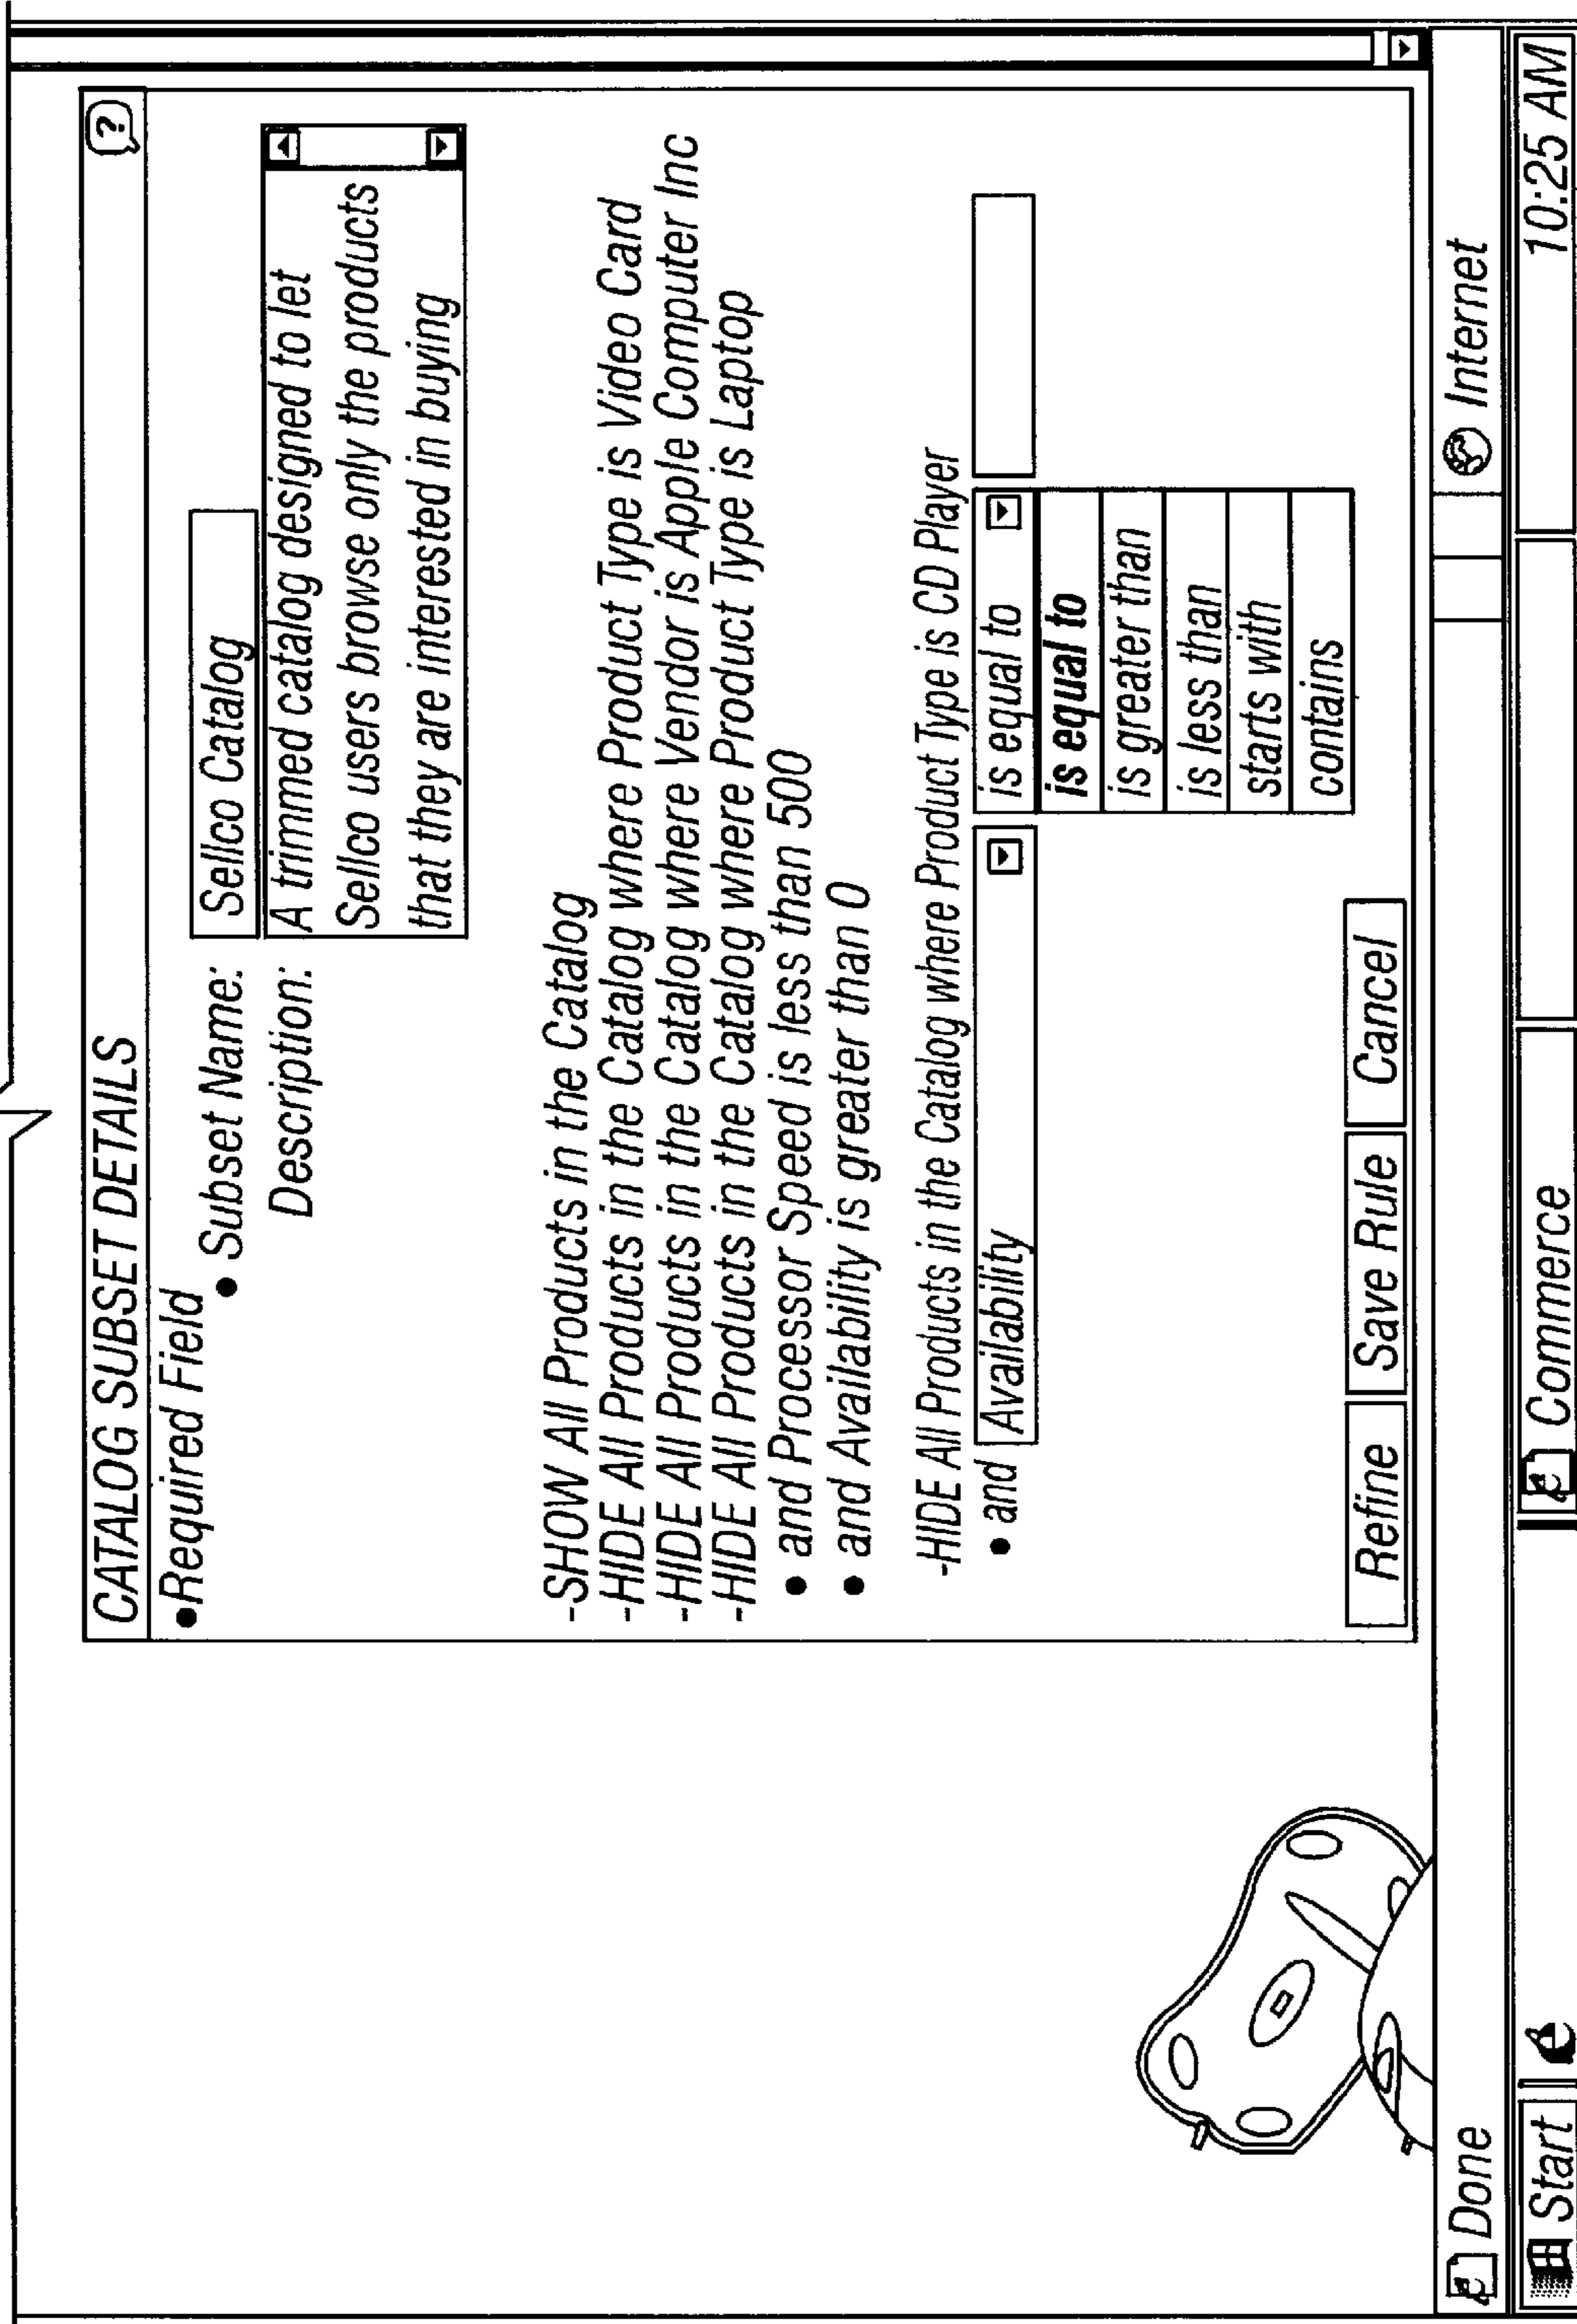 CATALOG SUBSET DETAILS ?
•Required Field
• Subset Name: Sellco Catalog
Description: A trimmed catalog designed to let
Sellco users browse only the products
that they are interested in buying
-SHOW All Products in the Catalog
-HIDE All Products in the Catalog where Product Type is Video Card
-HIDE All Products in the Catalog where Vendor is Apple Computer Inc
-HIDE All Products in the Catalog where Product Type is Laptop
• and Processor Speed is less than 500
• and Availability is greater than 0
-HIDE All Products in the Catalog where Product Type is CD Player
• and Availability is equal to
is equal to
is greater than
is less than
starts with
contains
Refine Save Rule Cancel
Done Internet
Start Commerce 10:25 AM